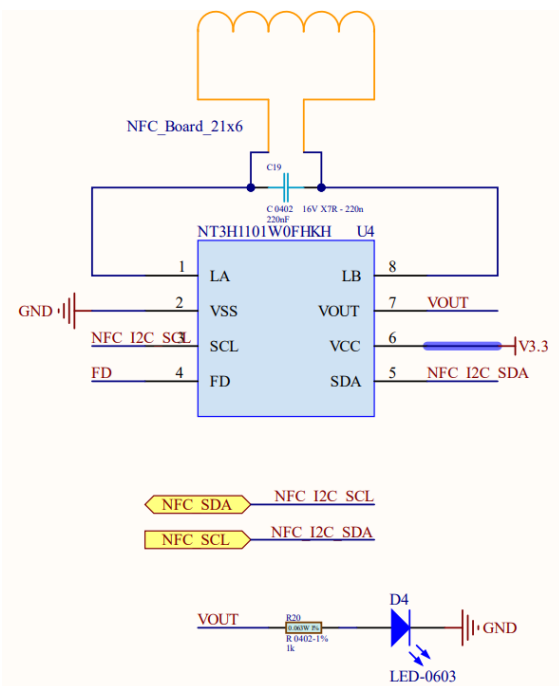 NFC_Board_21x6
C19
C 0402 16V X7R - 220n
220nF
NT3H1101W0FHKH U4
1 LA LB 8
GND 2 VSS VOUT 7 VOUT
NFC_I2C_SCL 3 SCL VCC 6 V3.3
FD 4 FD SDA 5 NFC_I2C_SDA
NFC_SDA NFC_I2C_SCL
NFC_SCL NFC_I2C_SDA
D4
VOUT R20
0.063W 1%
R 0402-1%
1k
GND
LED-0603